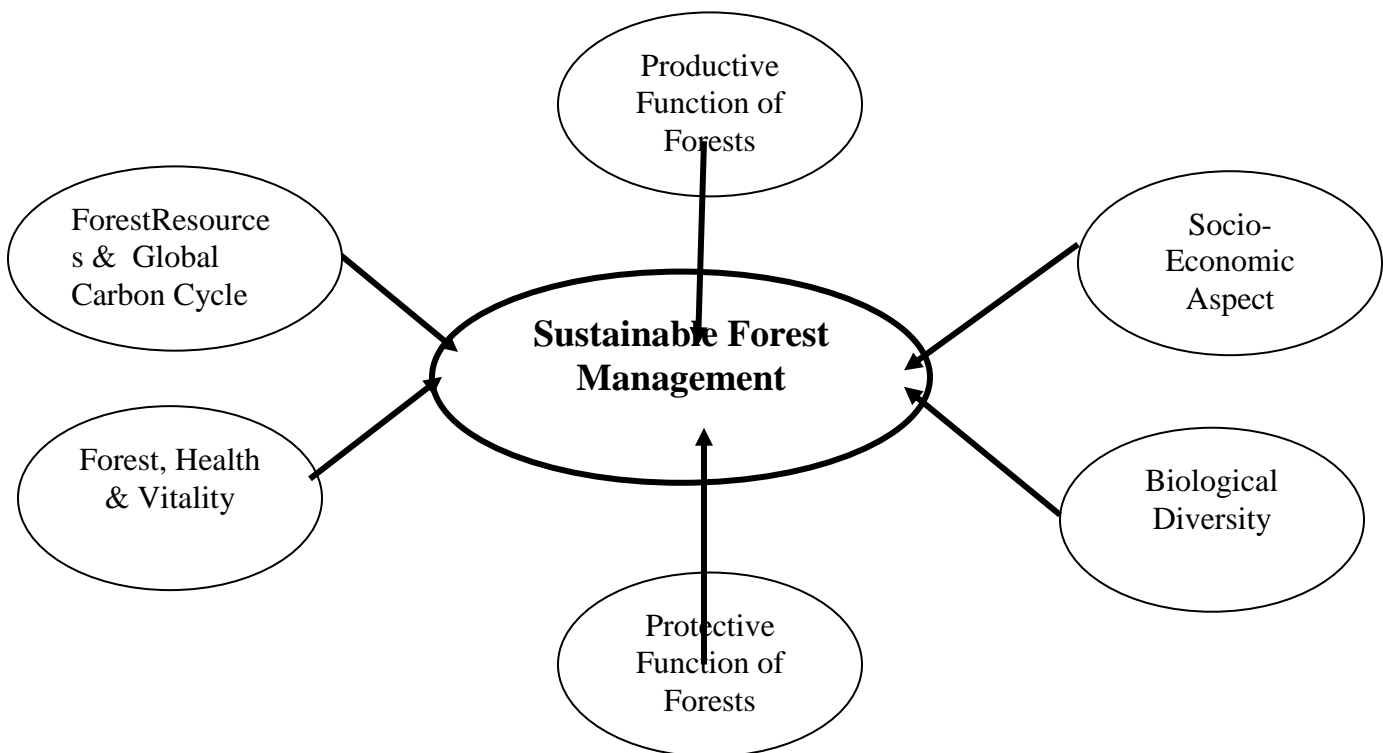 Productive
Function of
Forests
ForestResource
s & Global
Carbon Cycle
Socio-
Economic
Aspect
Sustainable Forest
Management
Forest, Health
& Vitality
Biological
Diversity
Protective
Function of
Forests